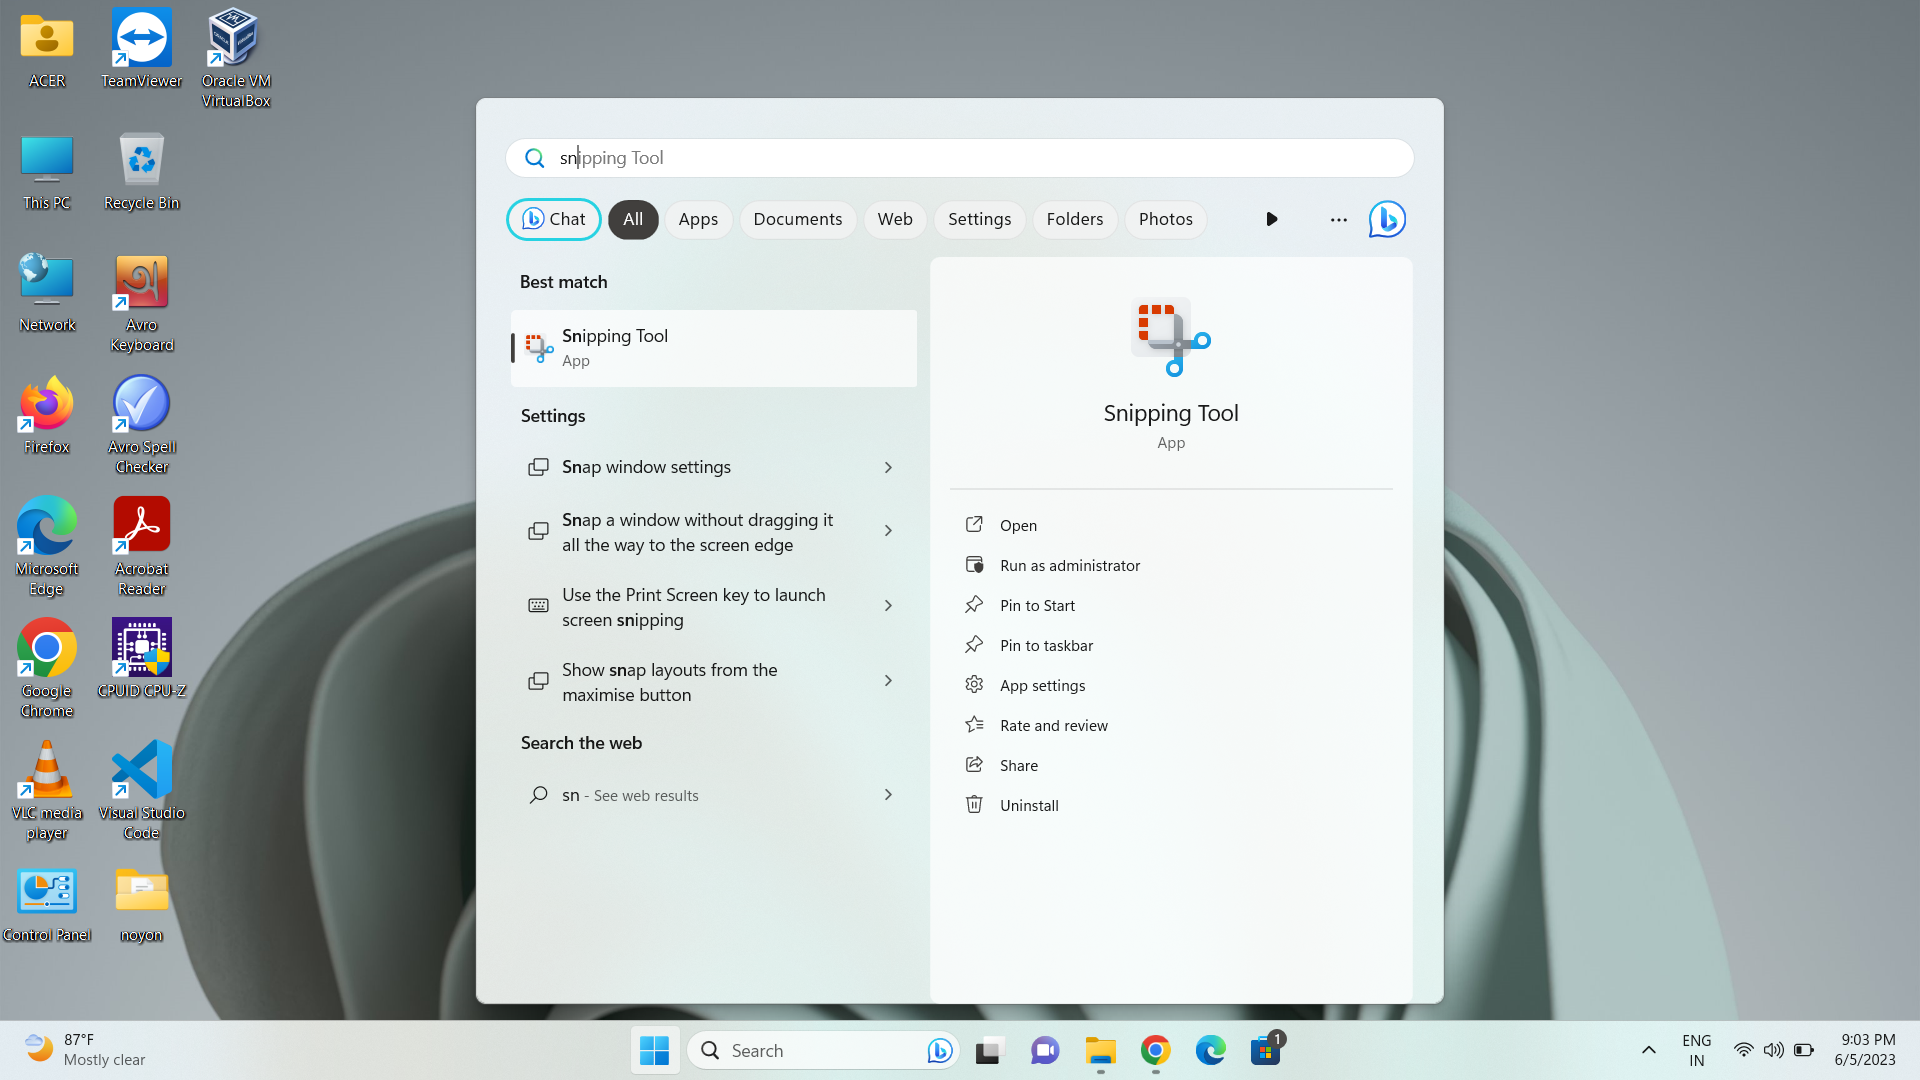 ACER
TeamViewer
Oracle VM
VirtualBox
This PC
Recycle Bin
Network
Avro
Keyboard
Firefox
Avro Spell
Checker
Microsoft
Edge
Acrobat
Reader
Google
Chrome
CPUID CPU-Z
VLC media
player
Visual Studio
Code
Control Panel
noyon
snipping Tool
Chat
All
Apps
Documents
Web
Settings
Folders
Photos
Best match
Snipping Tool
App
Settings
Snap window settings
Snap a window without dragging it
all the way to the screen edge
Use the Print Screen key to launch
screen snipping
Show snap layouts from the
maximise button
Search the web
sn - See web results
Snipping Tool
App
Open
Run as administrator
Pin to Start
Pin to taskbar
App settings
Rate and review
Share
Uninstall
87°F
Mostly clear
Search
1
ENG
IN
9:03 PM
6/5/2023